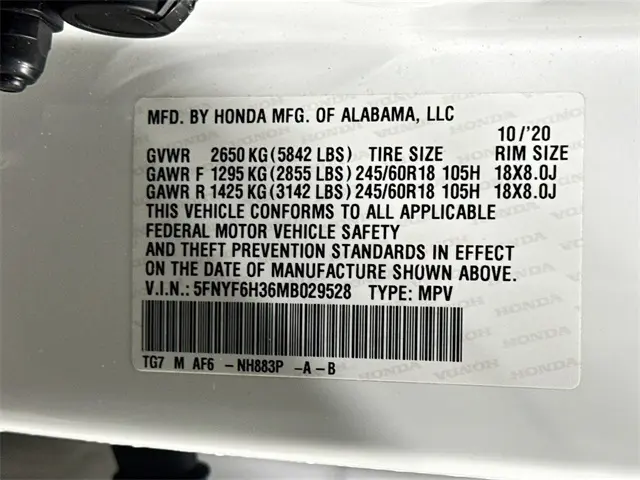 MFD. BY HONDA MFG. OF ALABAMA, LLC
10/'20
GVWR 2650 KG (5842 LBS) TIRE SIZE RIM SIZE
GAWR F 1295 KG (2855 LBS) 245/60R18 105H 18X8.0J
GAWR R 1425 KG (3142 LBS) 245/60R18 105H 18X8.0J
THIS VEHICLE CONFORMS TO ALL APPLICABLE
FEDERAL MOTOR VEHICLE SAFETY
AND THEFT PREVENTION STANDARDS IN EFFECT
ON THE DATE OF MANUFACTURE SHOWN ABOVE.
V.I.N.: 5FNYF6H36MB029528 TYPE: MPV
TG7 M AF6 - NH883P -A - B